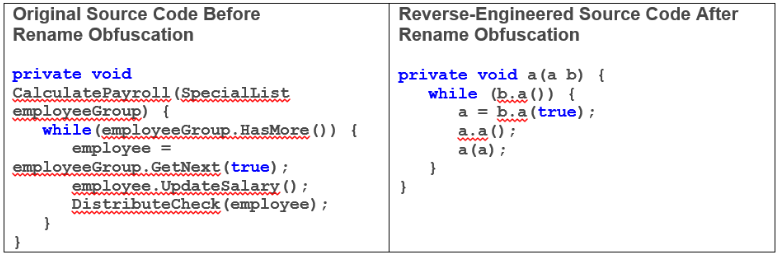 Original Source Code Before
Rename Obfuscation
private void
CalculatePayroll(SpecialList
employeeGroup) {
while(employeeGroup.HasMore()) {
employee =
employeeGroup.GetNext(true);
employee.UpdateSalary();
DistributeCheck(employee);
}
}
Reverse-Engineered Source Code After
Rename Obfuscation
private void a(a b) {
while (b.a()) {
a = b.a(true);
a.a();
a(a);
}
}